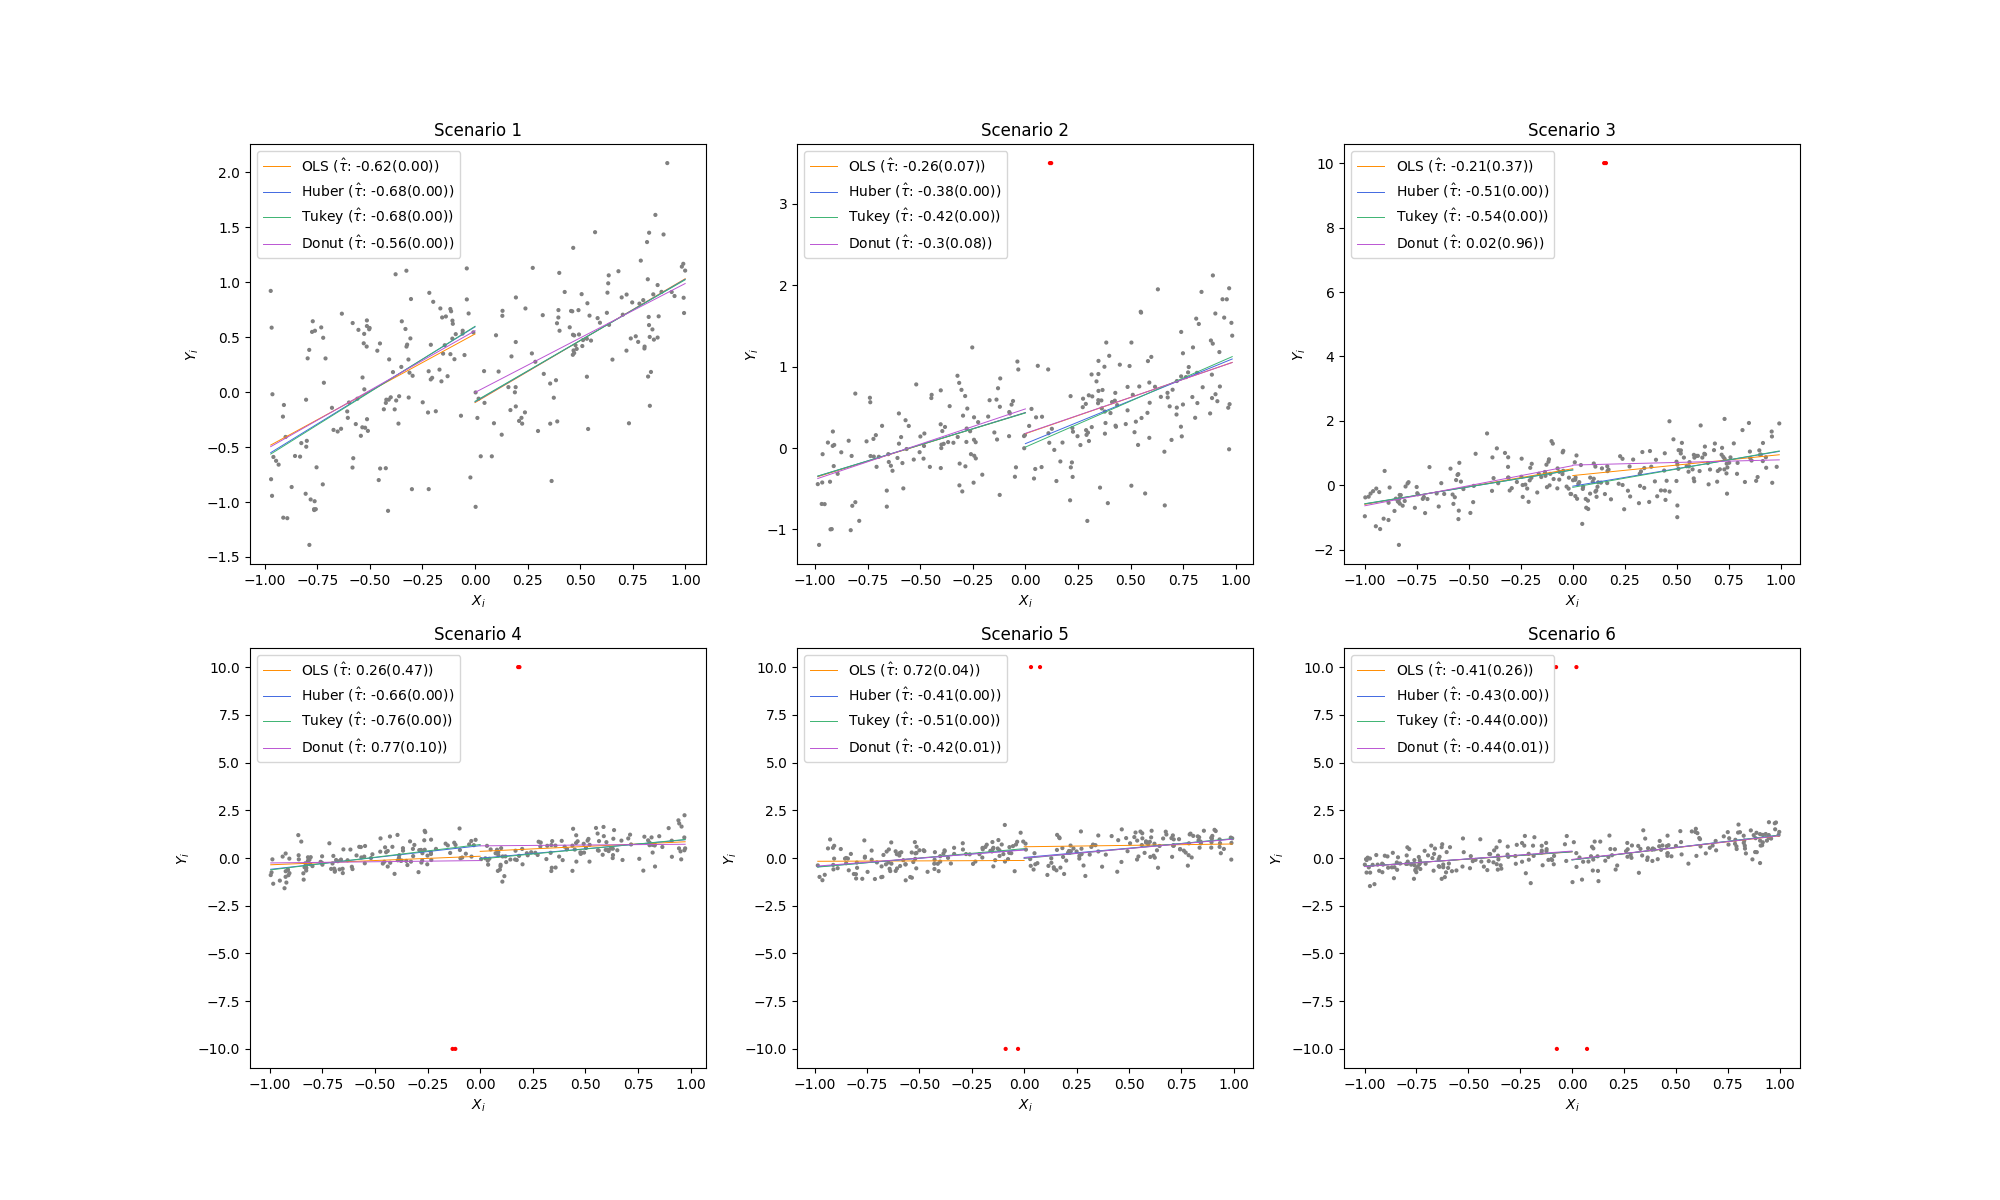 Scenario 1
OLS (τ̂: -0.62(0.00))
Huber (τ̂: -0.68(0.00))
Tukey (τ̂: -0.68(0.00))
Donut (τ̂: -0.56(0.00))
2.0
1.5
1.0
0.5
0.0
−0.5
−1.0
−1.5
Yᵢ
−1.00 −0.75 −0.50 −0.25 0.00 0.25 0.50 0.75 1.00
Xᵢ
Scenario 2
OLS (τ̂: -0.26(0.07))
Huber (τ̂: -0.38(0.00))
Tukey (τ̂: -0.42(0.00))
Donut (τ̂: -0.3(0.08))
3
2
1
0
−1
Yᵢ
−1.00 −0.75 −0.50 −0.25 0.00 0.25 0.50 0.75 1.00
Xᵢ
Scenario 3
OLS (τ̂: -0.21(0.37))
Huber (τ̂: -0.51(0.00))
Tukey (τ̂: -0.54(0.00))
Donut (τ̂: 0.02(0.96))
10
8
6
4
2
0
−2
Yᵢ
−1.00 −0.75 −0.50 −0.25 0.00 0.25 0.50 0.75 1.00
Xᵢ
Scenario 4
OLS (τ̂: 0.26(0.47))
Huber (τ̂: -0.66(0.00))
Tukey (τ̂: -0.76(0.00))
Donut (τ̂: 0.77(0.10))
10.0
7.5
5.0
2.5
0.0
−2.5
−5.0
−7.5
−10.0
Yᵢ
−1.00 −0.75 −0.50 −0.25 0.00 0.25 0.50 0.75 1.00
Xᵢ
Scenario 5
OLS (τ̂: 0.72(0.04))
Huber (τ̂: -0.41(0.00))
Tukey (τ̂: -0.51(0.00))
Donut (τ̂: -0.42(0.01))
10.0
7.5
5.0
2.5
0.0
−2.5
−5.0
−7.5
−10.0
Yᵢ
−1.00 −0.75 −0.50 −0.25 0.00 0.25 0.50 0.75 1.00
Xᵢ
Scenario 6
OLS (τ̂: -0.41(0.26))
Huber (τ̂: -0.43(0.00))
Tukey (τ̂: -0.44(0.00))
Donut (τ̂: -0.44(0.01))
10.0
7.5
5.0
2.5
0.0
−2.5
−5.0
−7.5
−10.0
Yᵢ
−1.00 −0.75 −0.50 −0.25 0.00 0.25 0.50 0.75 1.00
Xᵢ